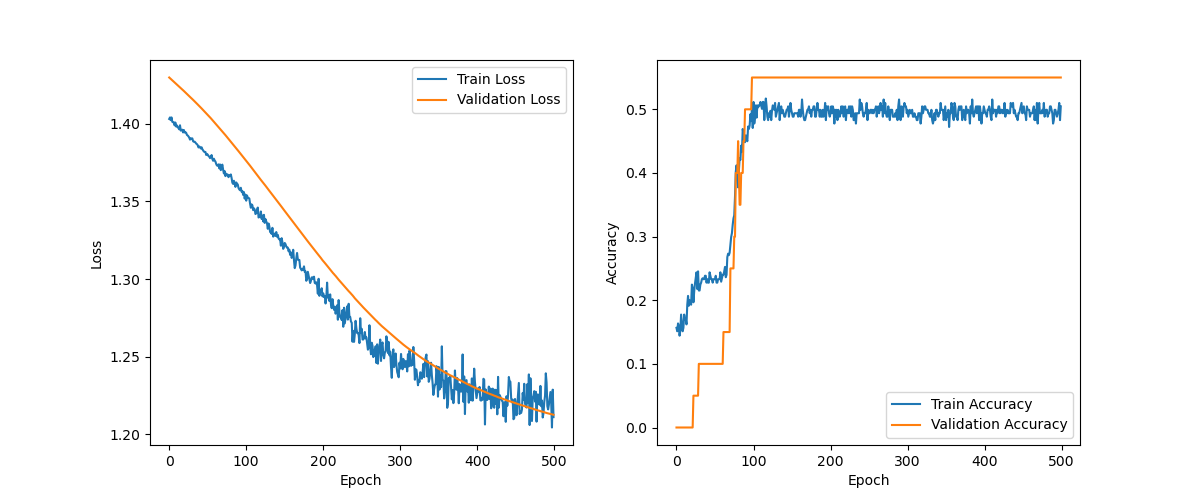 Train Loss
Validation Loss
1.40
1.35
1.30
1.25
1.20
Loss
0 100 200 300 400 500
Epoch
0.5
0.4
0.3
0.2
0.1
0.0
Accuracy
Train Accuracy
Validation Accuracy
0 100 200 300 400 500
Epoch